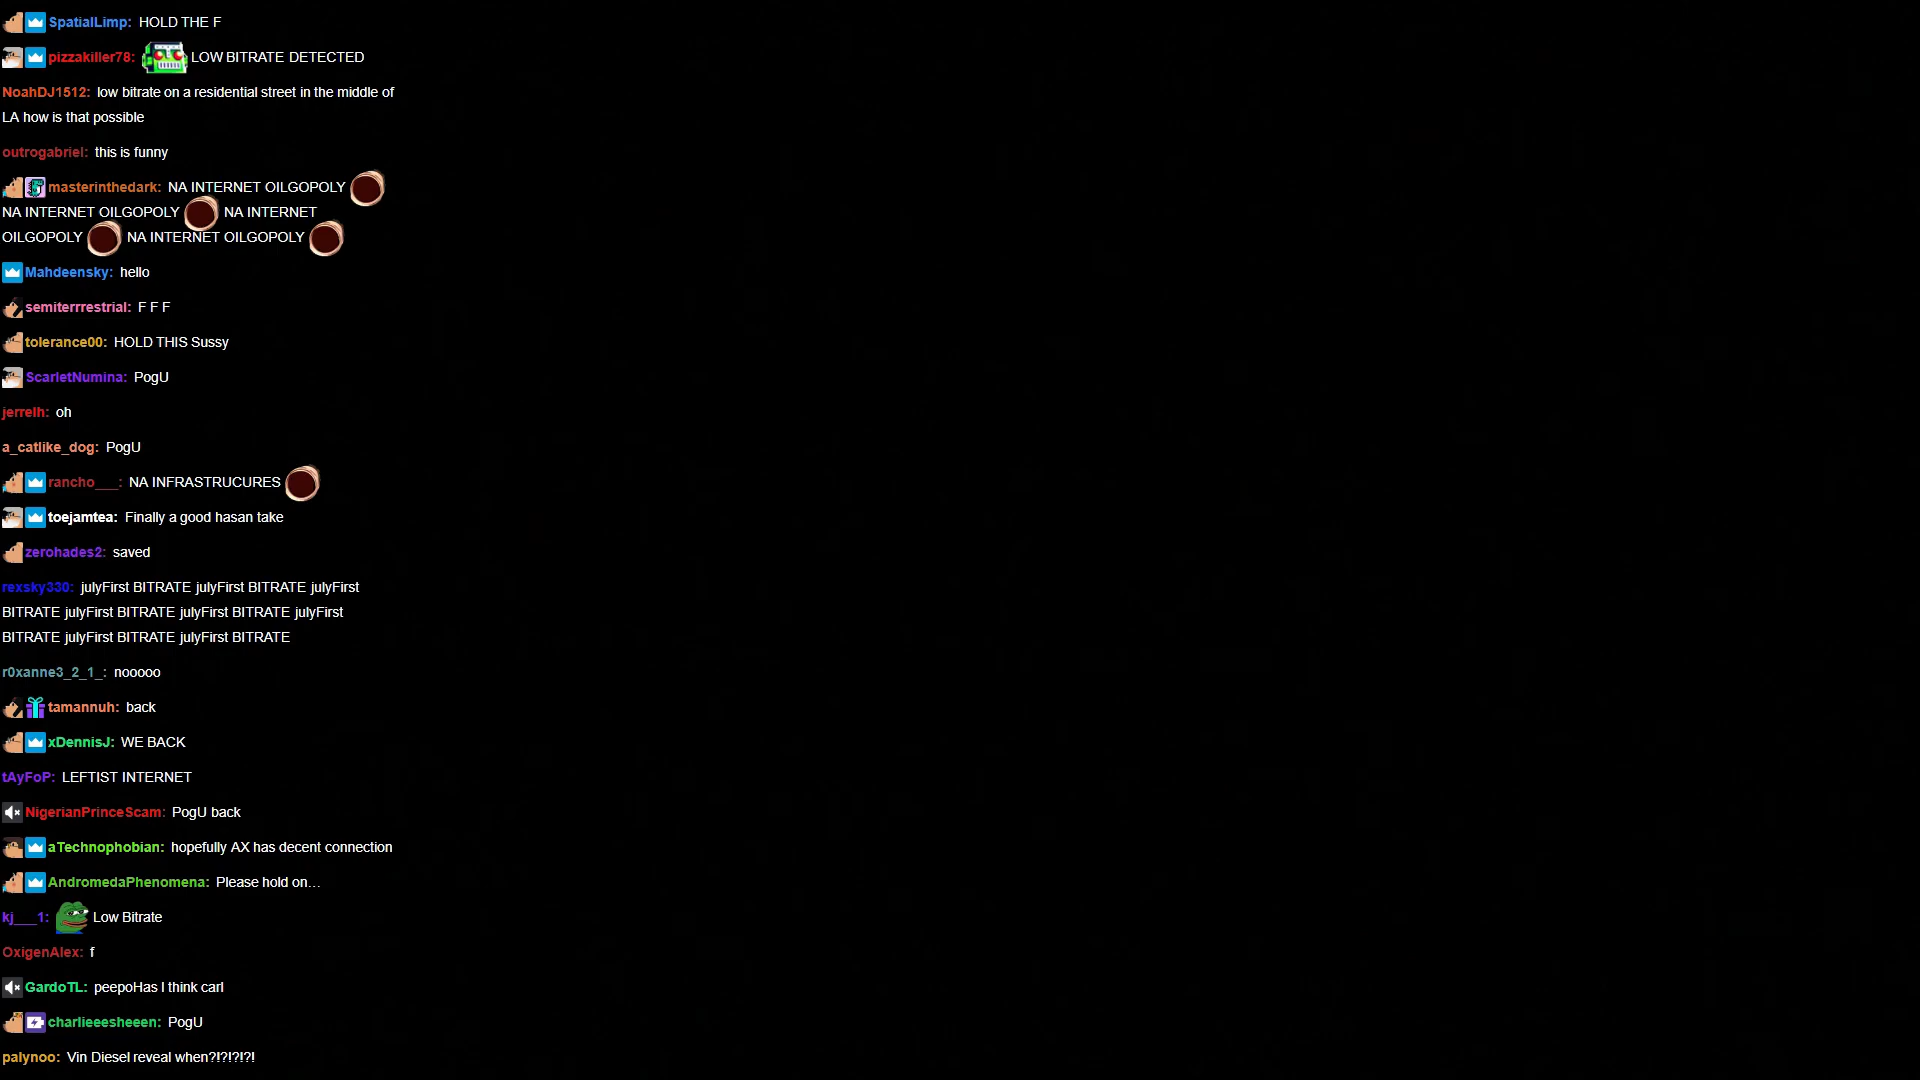 SpatialLimp: HOLD THE F
pizzakiller78: LOW BITRATE DETECTED
NoahDJ1512: low bitrate on a residential street in the middle of
LA how is that possible
outrogabriel: this is funny
masterinthedark: NA INTERNET OILGOPOLY
NA INTERNET OILGOPOLY NA INTERNET
OILGOPOLY NA INTERNET OILGOPOLY
Mahdeensky: hello
semiterrrestrial: F F F
tolerance00: HOLD THIS Sussy
ScarletNumina: PogU
jerrelh: oh
a_catlike_dog: PogU
rancho___: NA INFRASTRUCURES
toejamtea: Finally a good hasan take
zerohades2: saved
rexsky330: julyFirst BITRATE julyFirst BITRATE julyFirst
BITRATE julyFirst BITRATE julyFirst BITRATE julyFirst
BITRATE julyFirst BITRATE julyFirst BITRATE
r0xanne3_2_1_: nooooo
tamannuh: back
xDennisJ: WE BACK
tAyFoP: LEFTIST INTERNET
NigerianPrinceScam: PogU back
aTechnophobian: hopefully AX has decent connection
AndromedaPhenomena: Please hold on…
kj___1: Low Bitrate
OxigenAlex: f
GardoTL: peepoHas I think carl
charlieeesheeen: PogU
palynoo: Vin Diesel reveal when?!?!?!?!